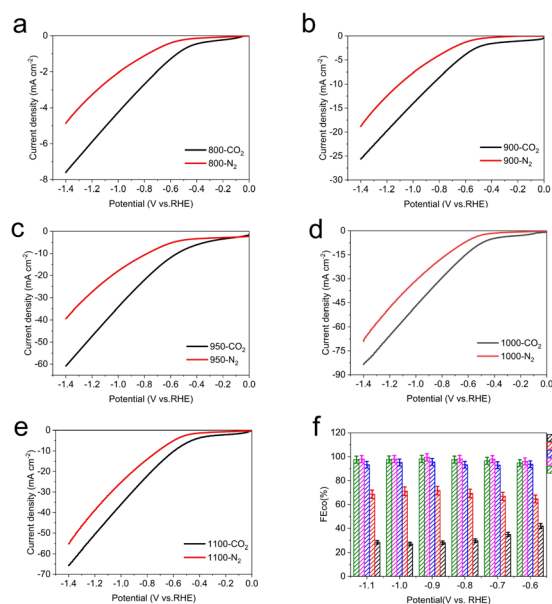 a
0
-2
-4
-6
-8
-1.4 -1.2 -1.0 -0.8 -0.6 -0.4 -0.2 0.0
Current density (mA cm-2)
Potential (V vs.RHE)
800-CO2
800-N2
b
0
-5
-10
-15
-20
-25
-30
-1.4 -1.2 -1.0 -0.8 -0.6 -0.4 -0.2 0.0
Current density (mA cm-2)
Potential (V vs.RHE)
900-CO2
900-N2
c
0
-10
-20
-30
-40
-50
-60
-1.4 -1.2 -1.0 -0.8 -0.6 -0.4 -0.2 0.0
Current density (mA cm-2)
Potential (V vs.RHE)
950-CO2
950-N2
d
0
-15
-30
-45
-60
-75
-90
-1.4 -1.2 -1.0 -0.8 -0.6 -0.4 -0.2 0.0
Current density (mA cm-2)
Potential (V vs.RHE)
1000-CO2
1000-N2
e
0
-10
-20
-30
-40
-50
-60
-70
-1.4 -1.2 -1.0 -0.8 -0.6 -0.4 -0.2 0.0
Current density (mA cm-2)
Potential (V vs.RHE)
1100-CO2
1100-N2
f
120
100
80
60
40
20
0
-1.1 -1.0 -0.9 -0.8 -0.7 -0.6
FEco(%)
Potential(V vs. RHE)